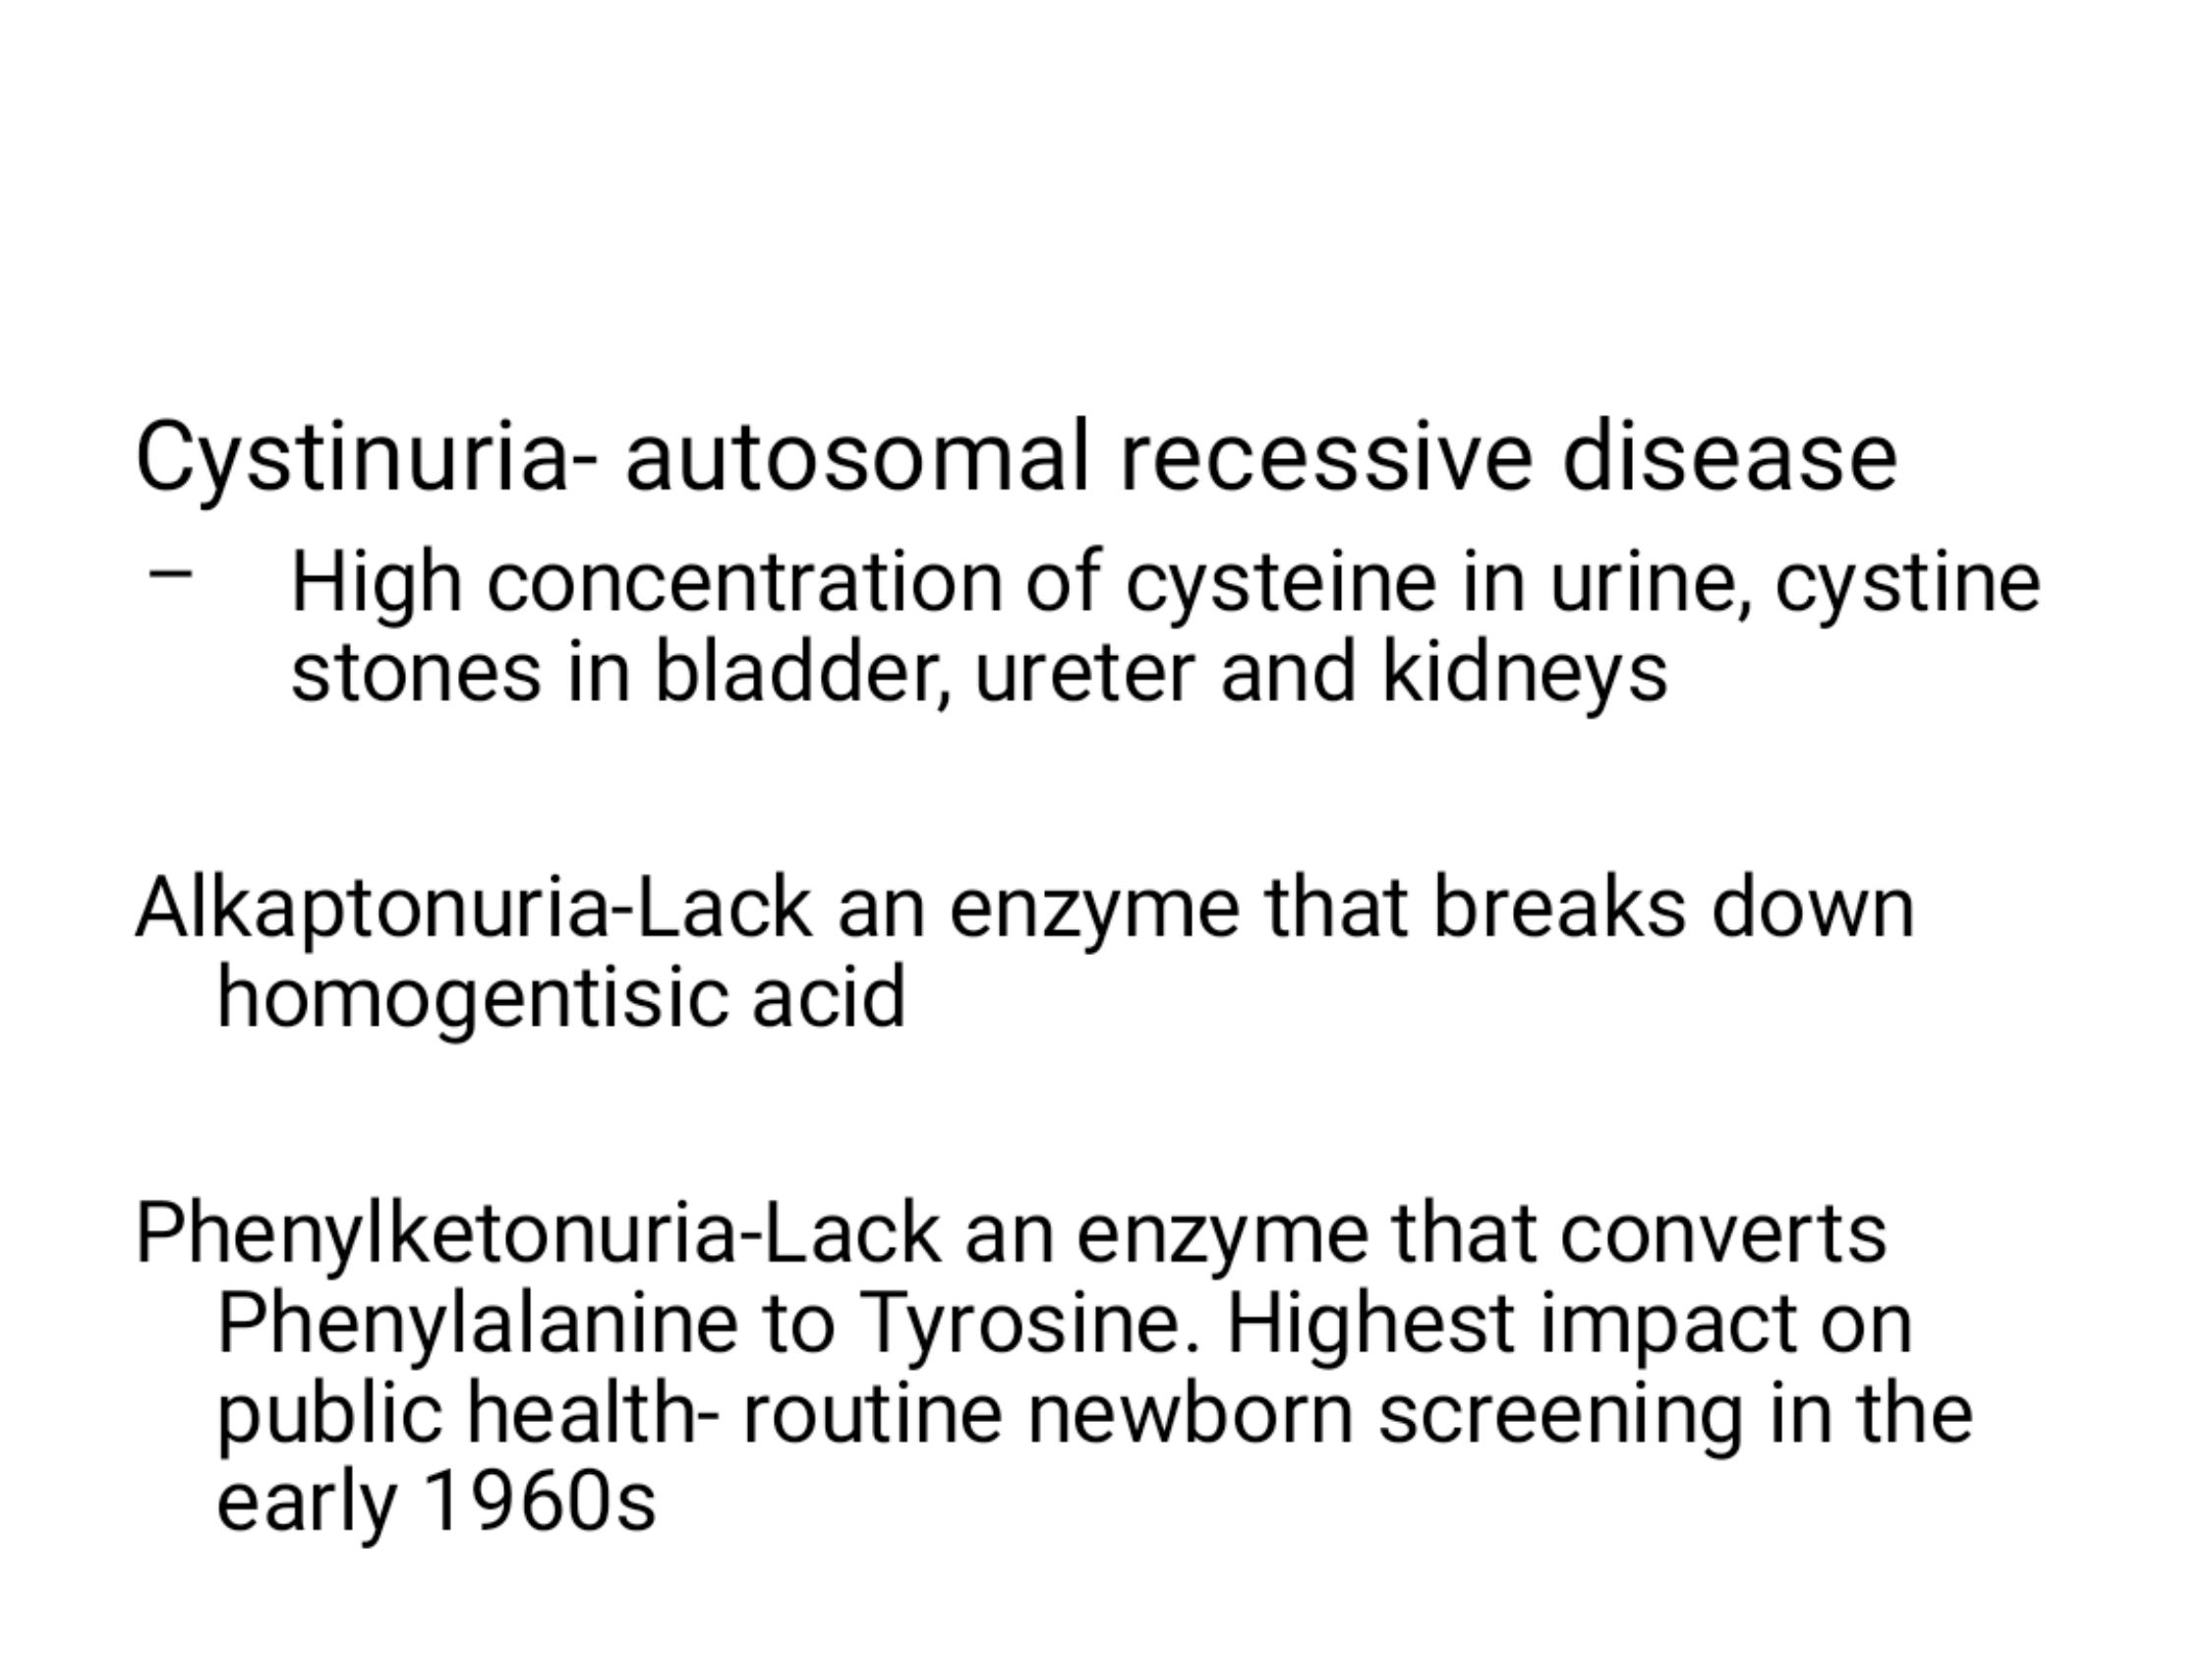 Cystinuria- autosomal recessive disease
– High concentration of cysteine in urine, cystine
stones in bladder, ureter and kidneys
Alkaptonuria-Lack an enzyme that breaks down
homogentisic acid
Phenylketonuria-Lack an enzyme that converts
Phenylalanine to Tyrosine. Highest impact on
public health- routine newborn screening in the
early 1960s